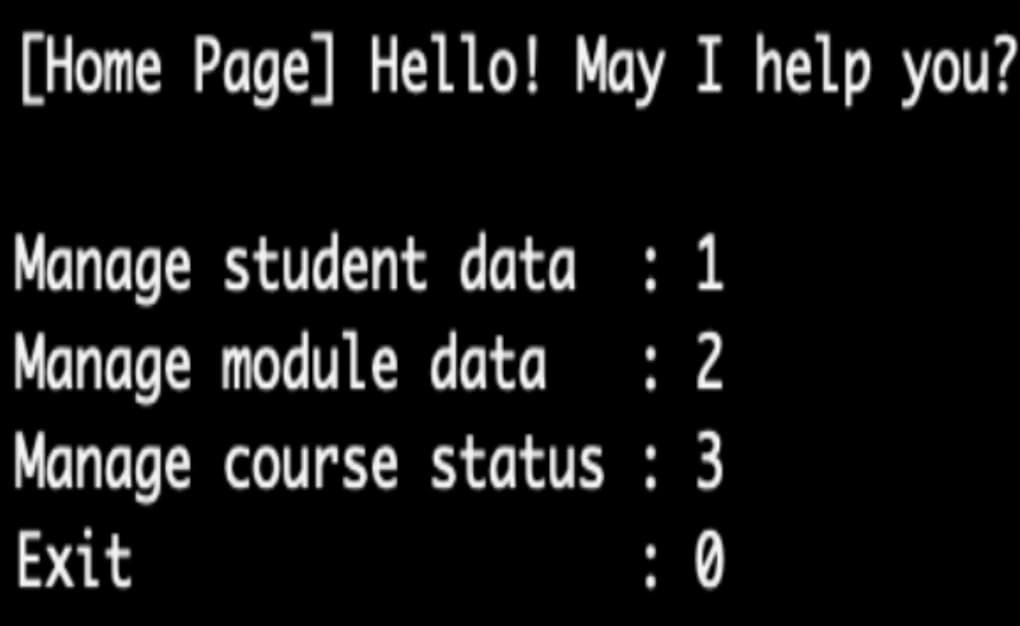 [Home Page] Hello! May I help you?
Manage student data  : 1
Manage module data   : 2
Manage course status : 3
Exit                 : 0